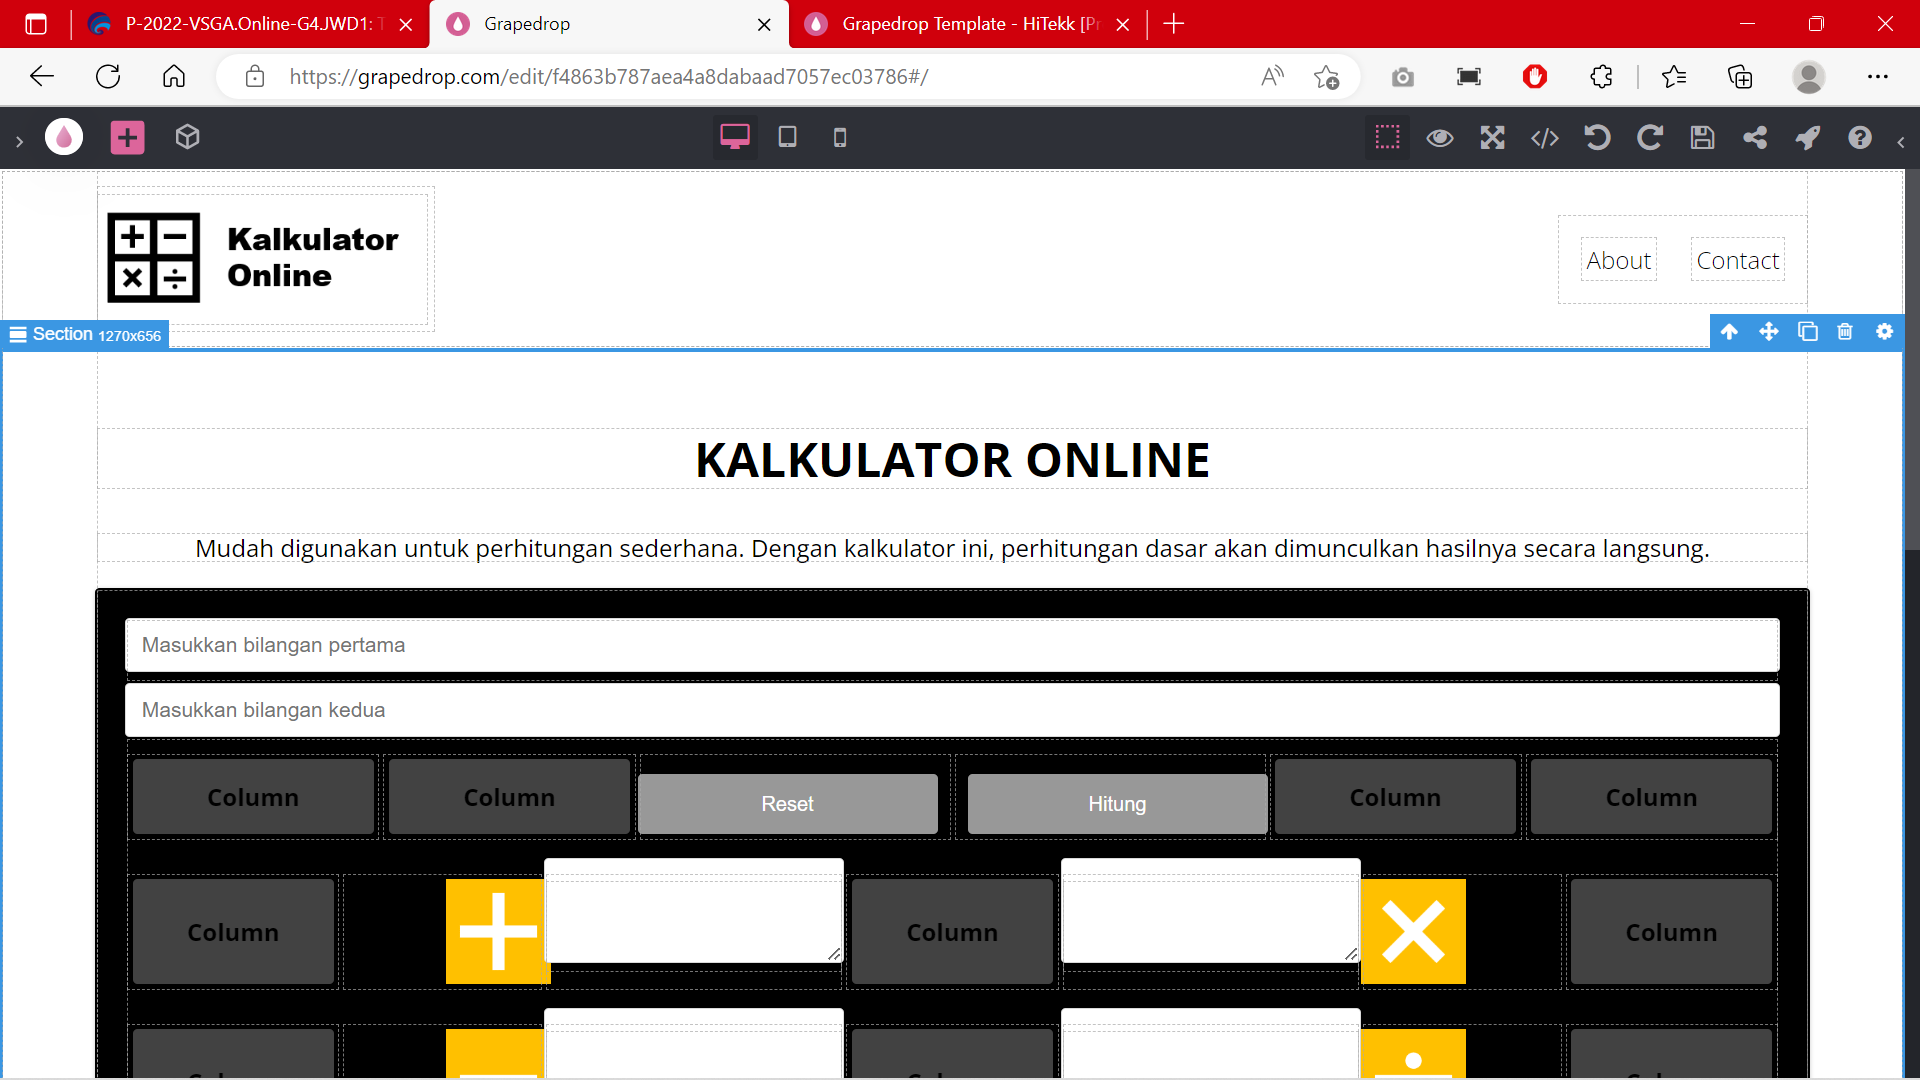 P-2022-VSGA.Online-G4.JWD1:
Grapedrop
Grapedrop Template - HiTekk
https://grapedrop.com/edit/f4863b787aea4a8dabaad7057ec03786#/
Kalkulator
Online
About
Contact
Section 1270x656
KALKULATOR ONLINE
Mudah digunakan untuk perhitungan sederhana. Dengan kalkulator ini, perhitungan dasar akan dimunculkan hasilnya secara langsung.
Masukkan bilangan pertama
Masukkan bilangan kedua
Column
Column
Reset
Hitung
Column
Column
Column
Column
Column